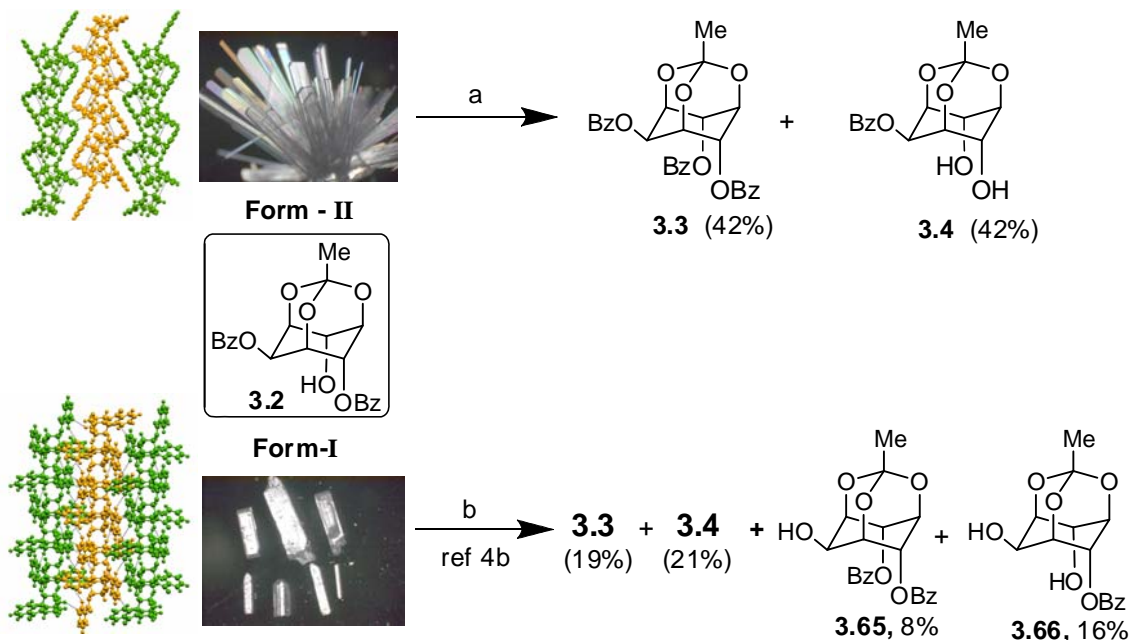 Me
O
O
O
BzO
BzO
OBz
3.3 (42%)
+
Me
O
O
O
BzO
HO
OH
3.4 (42%)
a
Form - II
Me
O
O
O
BzO
HO
OBz
3.2
Form-I
b
ref 4b
3.3 + 3.4 +
(19%) (21%)
Me
O
O
O
HO
BzO
OBz
3.65, 8%
+
Me
O
O
O
HO
HO
OBz
3.66, 16%